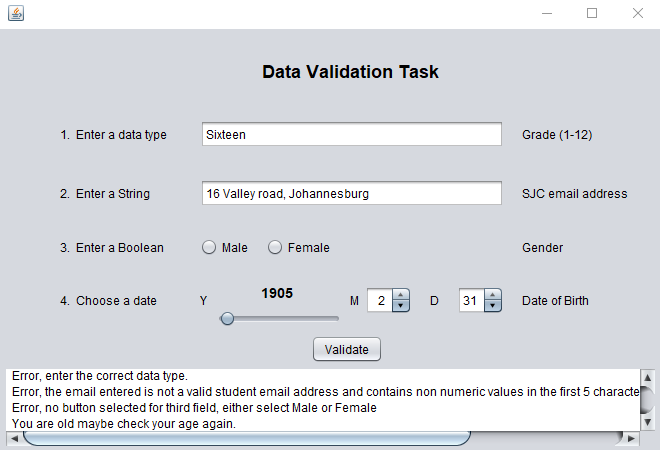 Data Validation Task
1. Enter a data type Sixteen Grade (1-12)
2. Enter a String 16 Valley road, Johannesburg SJC email address
3. Enter a Boolean Male Female Gender
4. Choose a date Y 1905 M 2 D 31 Date of Birth
Validate
Error, enter the correct data type.
Error, the email entered is not a valid student email address and contains non numeric values in the first 5 characte
Error, no button selected for third field, either select Male or Female
You are old maybe check your age again.